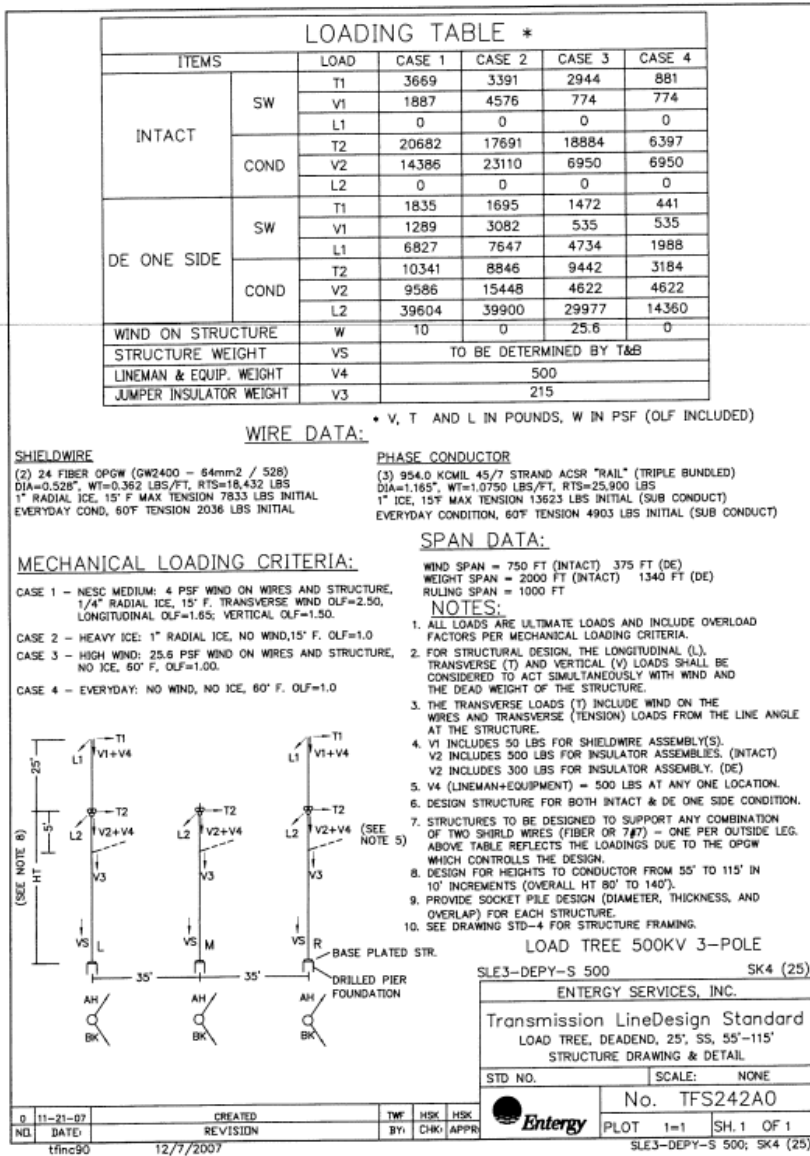 LOADING TABLE *
ITEMS LOAD CASE 1 CASE 2 CASE 3 CASE 4
INTACT SW T1 3669 3391 2944 881
V1 1887 4576 774 774
L1 0 0 0 0
COND T2 20682 17691 18884 6397
V2 14386 23110 6950 6950
L2 0 0 0 0
DE ONE SIDE SW T1 1835 1695 1472 441
V1 1289 3082 535 535
L1 6827 7647 4734 1988
COND T2 10341 8846 9442 3184
V2 9586 15448 4622 4622
L2 39604 39900 29977 14360
WIND ON STRUCTURE W 10 0 25.6 0
STRUCTURE WEIGHT VS TO BE DETERMINED BY T&B
LINEMAN & EQUIP. WEIGHT V4 500
JUMPER INSULATOR WEIGHT V3 215
* V, T AND L IN POUNDS, W IN PSF (OLF INCLUDED)
WIRE DATA:
SHIELDWIRE
(2) 24 FIBER OPGW (GW2400 - 64mm2 / 528)
DIA=0.528", WT=0.362 LBS/FT, RTS=18,432 LBS
1" RADIAL ICE, 15° F MAX TENSION 7833 LBS INITIAL
EVERYDAY COND, 60°F TENSION 2036 LBS INITIAL
PHASE CONDUCTOR
(3) 954.0 KCMIL 45/7 STRAND ACSR "RAIL" (TRIPLE BUNDLED)
DIA=1.165", WT=1.0750 LBS/FT, RTS=25,900 LBS
1" ICE, 15°F MAX TENSION 13623 LBS INITIAL (SUB CONDUCT)
EVERYDAY CONDITION, 60°F TENSION 4903 LBS INITIAL (SUB CONDUCT)
MECHANICAL LOADING CRITERIA:
CASE 1 - NESC MEDIUM: 4 PSF WIND ON WIRES AND STRUCTURE,
1/4" RADIAL ICE, 15° F. TRANSVERSE WIND OLF=2.50,
LONGITUDINAL OLF=1.65; VERTICAL OLF=1.50.
CASE 2 - HEAVY ICE: 1" RADIAL ICE, NO WIND,15° F. OLF=1.0
CASE 3 - HIGH WIND: 25.6 PSF WIND ON WIRES AND STRUCTURE,
NO ICE, 60° F, OLF=1.00.
CASE 4 - EVERYDAY: NO WIND, NO ICE, 60° F. OLF=1.0
SPAN DATA:
WIND SPAN = 750 FT (INTACT) 375 FT (DE)
WEIGHT SPAN = 2000 FT (INTACT) 1340 FT (DE)
RULING SPAN = 1000 FT
NOTES:
1. ALL LOADS ARE ULTIMATE LOADS AND INCLUDE OVERLOAD
FACTORS PER MECHANICAL LOADING CRITERIA.
2. FOR STRUCTURAL DESIGN, THE LONGITUDINAL (L),
TRANSVERSE (T) AND VERTICAL (V) LOADS SHALL BE
CONSIDERED TO ACT SIMULTANEOUSLY WITH WIND AND
THE DEAD WEIGHT OF THE STRUCTURE.
3. THE TRANSVERSE LOADS (T) INCLUDE WIND ON THE
WIRES AND TRANSVERSE (TENSION) LOADS FROM THE LINE ANGLE
AT THE STRUCTURE.
4. V1 INCLUDES 50 LBS FOR SHIELDWIRE ASSEMBLY(S).
V2 INCLUDES 500 LBS FOR INSULATOR ASSEMBLIES. (INTACT)
V2 INCLUDES 300 LBS FOR INSULATOR ASSEMBLY. (DE)
5. V4 (LINEMAN+EQUIPMENT) = 500 LBS AT ANY ONE LOCATION.
6. DESIGN STRUCTURE FOR BOTH INTACT & DE ONE SIDE CONDITION.
7. STRUCTURES TO BE DESIGNED TO SUPPORT ANY COMBINATION
OF TWO SHIRLD WIRES (FIBER OR 7#7) - ONE PER OUTSIDE LEG.
ABOVE TABLE REFLECTS THE LOADINGS DUE TO THE OPGW
WHICH CONTROLLS THE DESIGN.
8. DESIGN FOR HEIGHTS TO CONDUCTOR FROM 55' TO 115' IN
10' INCREMENTS (OVERALL HT 80' TO 140').
9. PROVIDE SOCKET PILE DESIGN (DIAMETER, THICKNESS, AND
OVERLAP) FOR EACH STRUCTURE.
10. SEE DRAWING STD-4 FOR STRUCTURE FRAMING.
T1 T1
L1 V1+V4 L1 V1+V4
25'
T2 T2 T2
L2 V2+V4 L2 V2+V4 L2 V2+V4 (SEE
NOTE 5)
5'
V3 V3 V3
(SEE NOTE 8)
HT
VS L VS M VS R
BASE PLATED STR.
35' 35'
DRILLED PIER
FOUNDATION
AH AH AH
BK BK BK
LOAD TREE 500KV 3-POLE
SLE3-DEPY-S 500 SK4 (25)
ENTERGY SERVICES, INC.
Transmission LineDesign Standard
LOAD TREE, DEADEND, 25', SS, 55'-115'
STRUCTURE DRAWING & DETAIL
STD NO. SCALE: NONE
Entergy
No. TFS242A0
PLOT 1=1 SH. 1 OF 1
0 11-21-07 CREATED TWF HSK HSK
NO. DATE: REVISION BY: CHK: APPR:
tfinc90 12/7/2007 SLE3-DEPY-S 500; SK4 (25)